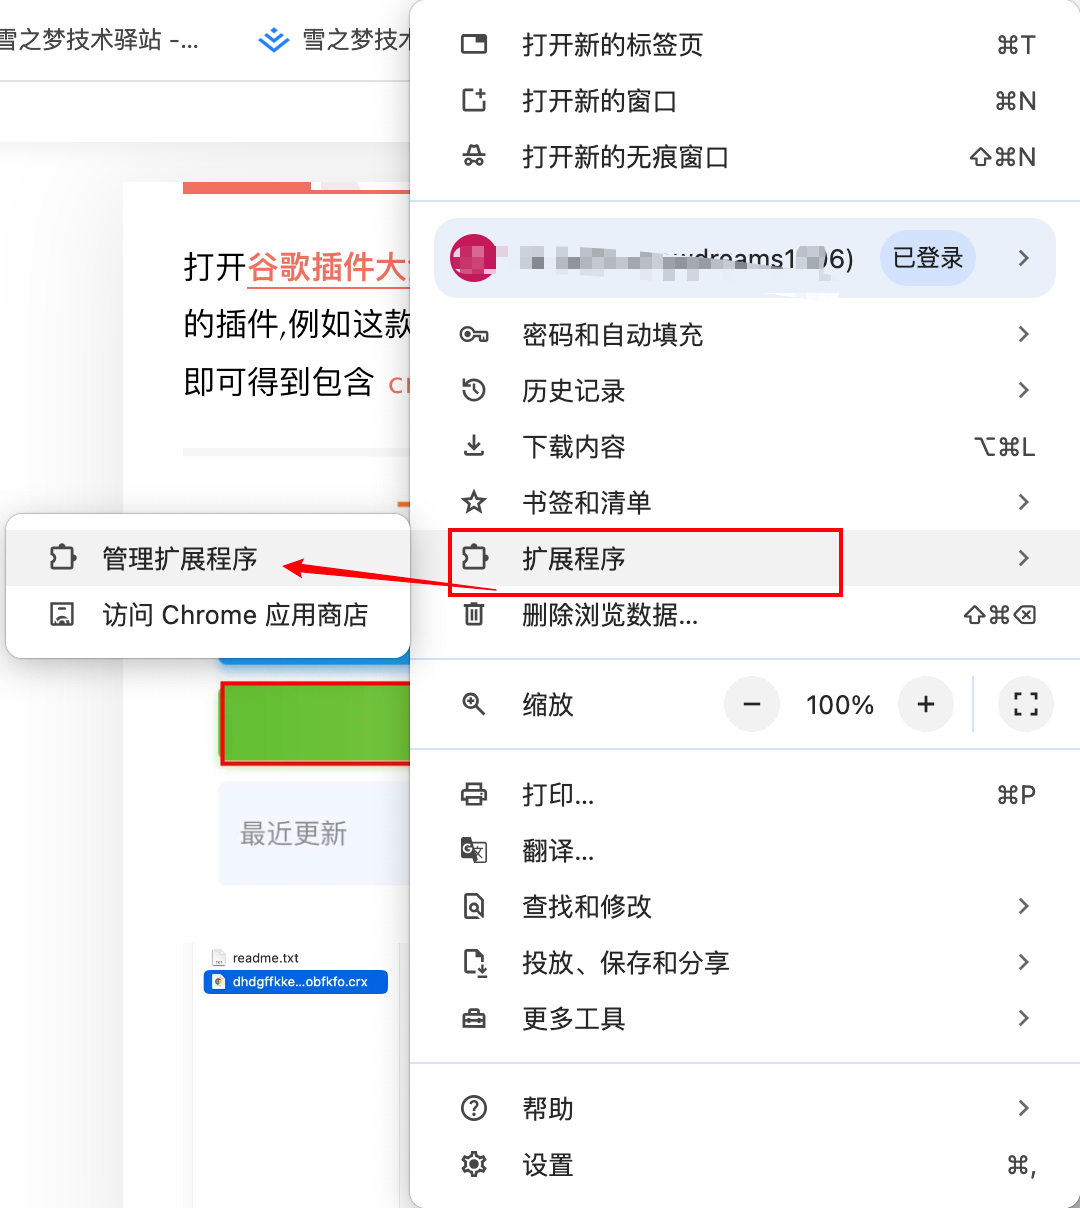 雪之梦技术驿站 -...
雪之梦技术
打开新的标签页 ⌘T
打开新的窗口 ⌘N
打开新的无痕窗口 ⇧⌘N
已登录
密码和自动填充
历史记录
下载内容 ⌥⌘L
书签和清单
扩展程序
删除浏览数据... ⇧⌘⌫
缩放 100%
打印... ⌘P
翻译...
查找和修改
投放、保存和分享
更多工具
帮助
设置 ⌘,
管理扩展程序
访问 Chrome 应用商店
打开谷歌插件大
的插件,例如这款
即可得到包含
最近更新
readme.txt
dhdgffkke...obfkfo.crx